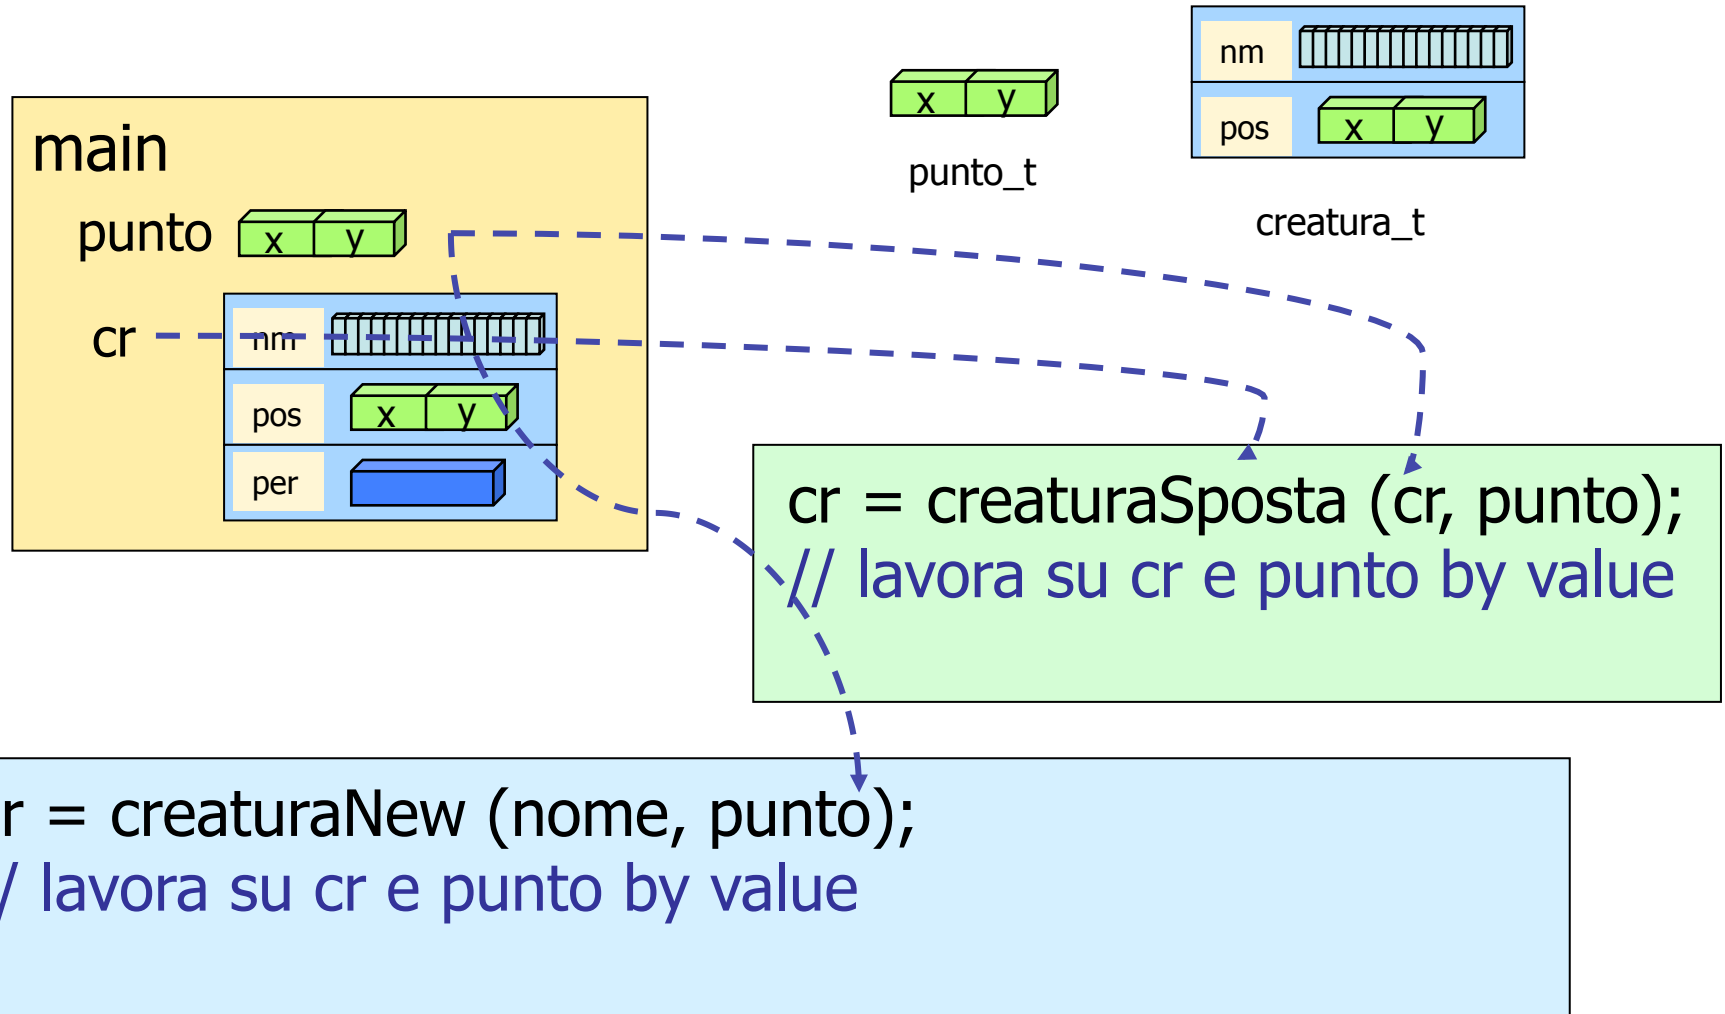 nm
x y
pos x y
punto_t
creatura_t
main
punto x y
cr
nm
pos x y
per
cr = creaturaSposta (cr, punto);
// lavora su cr e punto by value
r = creaturaNew (nome, punto);
/ lavora su cr e punto by value